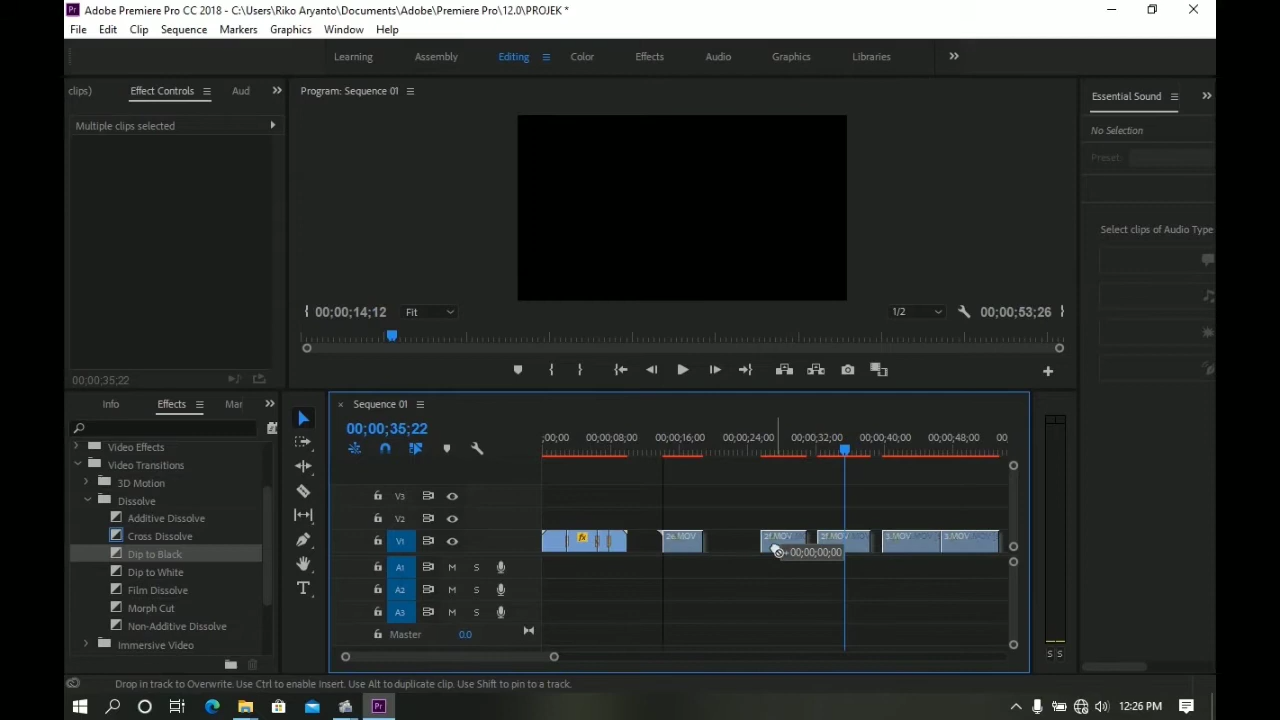 Adobe Premiere Pro CC 2018 - C:\Users\Riko Aryanto\Documents\Adobe\Premiere Pro\12.0\PROJEK *
File Edit Clip Sequence Markers Graphics Window Help
Learning Assembly Editing Color Effects Audio Graphics Libraries
clips) Effect Controls Aud
Program: Sequence 01
Essential Sound
Multiple clips selected
No Selection
Preset:
Select clips of Audio Type
00;00;14;12 Fit 1/2 00;00;53;26
00;00;35;22
Info Effects Mar
Sequence 01
00;00;35;22
;00;00 00;00;08;00 00;00;16;00 00;00;24;00 00;00;32;00 00;00;40;00 00;00;48;00 00
Video Effects
Video Transitions
3D Motion
Dissolve
Additive Dissolve
Cross Dissolve
Dip to Black
Dip to White
Film Dissolve
Morph Cut
Non-Additive Dissolve
Immersive Video
V3
V2
V1 fx 26.MOV 3.MOV 3.MOV
+00;00;00;00
A1 M S
A2 M S
A3 M S
Master 0.0
S S
Drop in track to Overwrite. Use Ctrl to enable Insert. Use Alt to duplicate clip. Use Shift to pin to a track.
Pr 12:26 PM